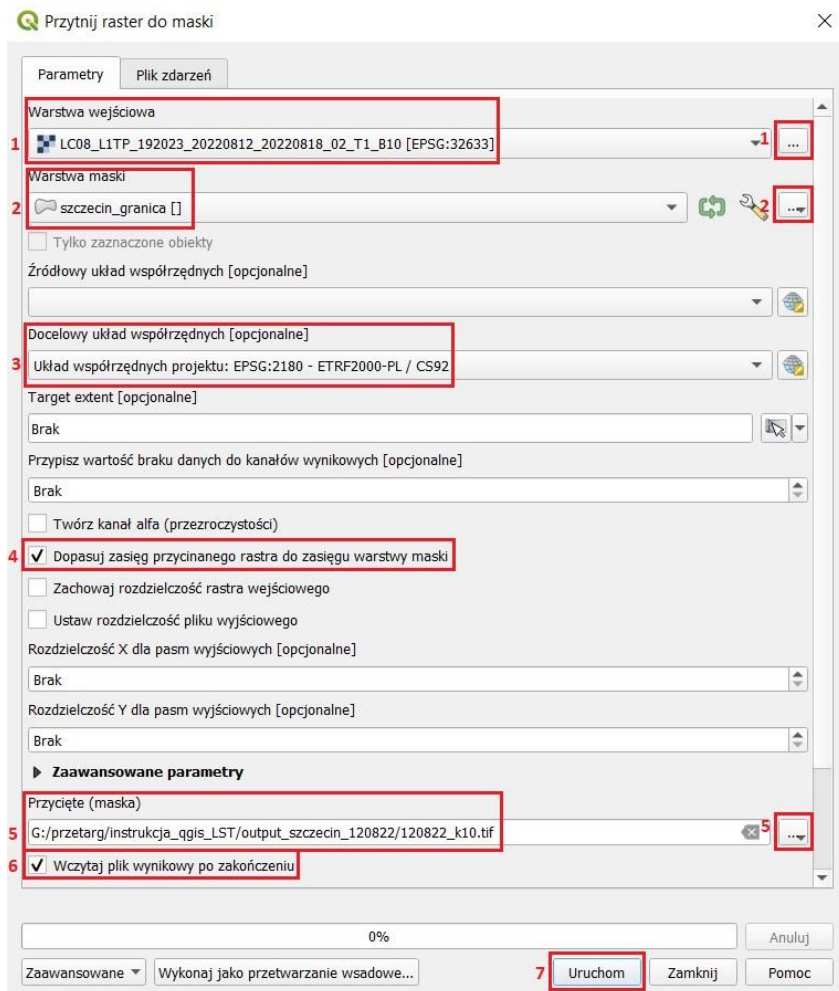 Przytnij raster do maski
Parametry Plik zdarzeń
Warstwa wejściowa
1 LC08_L1TP_192023_20220812_20220818_02_T1_B10 [EPSG:32633] 1 ...
Warstwa maski
2 szczecin_granica [] 2 ...
Tylko zaznaczone obiekty
Źródłowy układ współrzędnych [opcjonalne]
Docelowy układ współrzędnych [opcjonalne]
3 Układ współrzędnych projektu: EPSG:2180 - ETRF2000-PL / CS92
Target extent [opcjonalne]
Brak
Przypisz wartość braku danych do kanałów wynikowych [opcjonalne]
Brak
Twórz kanał alfa (przezroczystości)
4 Dopasuj zasięg przycinanego rastra do zasięgu warstwy maski
Zachowaj rozdzielczość rastra wejściowego
Ustaw rozdzielczość pliku wyjściowego
Rozdzielczość X dla pasm wyjściowych [opcjonalne]
Brak
Rozdzielczość Y dla pasm wyjściowych [opcjonalne]
Brak
Zaawansowane parametry
Przycięte (maska)
5 G:/przetarg/instrukcja_qgis_LST/output_szczecin_120822/120822_k10.tif 5 ...
6 Wczytaj plik wynikowy po zakończeniu
0% Anuluj
Zaawansowane Wykonaj jako przetwarzanie wsadowe... 7 Uruchom Zamknij Pomoc